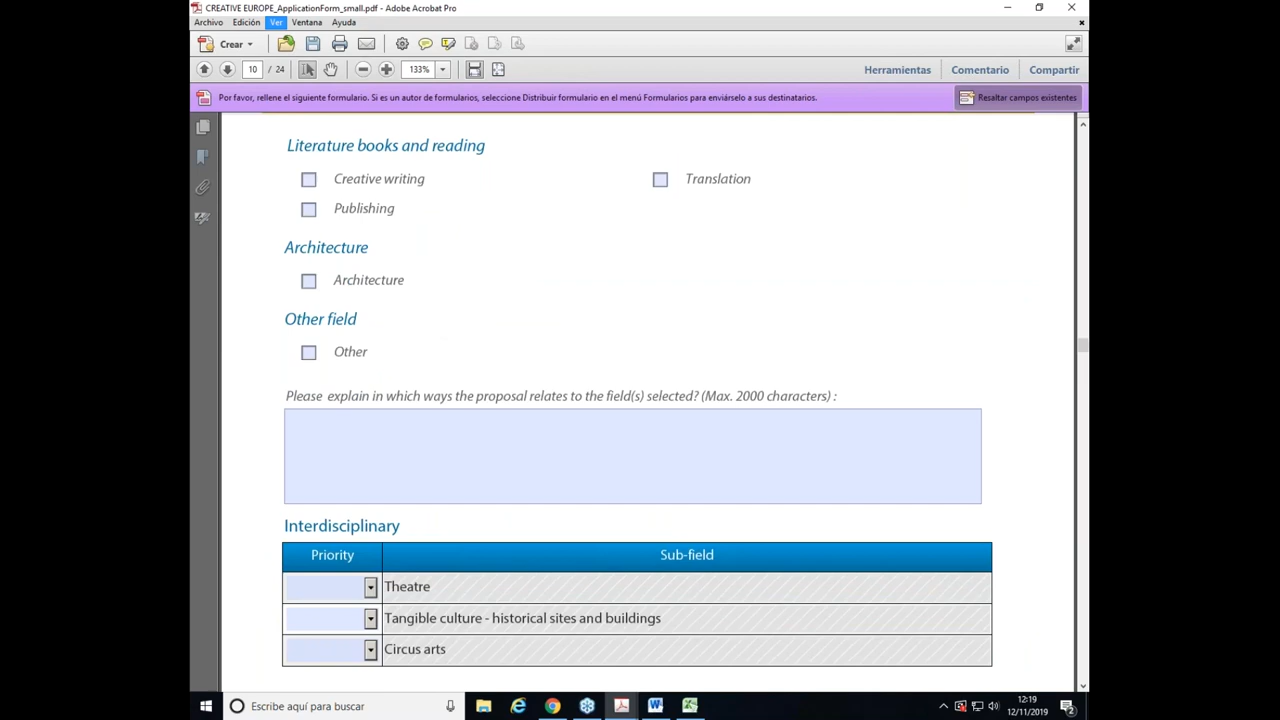 CREATIVE EUROPE_ApplicationForm_small.pdf - Adobe Acrobat Pro
Archivo Edición Ver Ventana Ayuda
Crear
10 / 24 133% Herramientas Comentario Compartir
Por favor, rellene el siguiente formulario. Si es un autor de formularios, seleccione Distribuir formulario en el menú Formularios para enviárselo a sus destinatarios. Resaltar campos existentes
Literature books and reading
Creative writing Translation
Publishing
Architecture
Architecture
Other field
Other
Please explain in which ways the proposal relates to the field(s) selected? (Max. 2000 characters) :
Interdisciplinary
Priority Sub-field
Theatre
Tangible culture - historical sites and buildings
Circus arts
Escribe aquí para buscar
12:19
12/11/2019
2